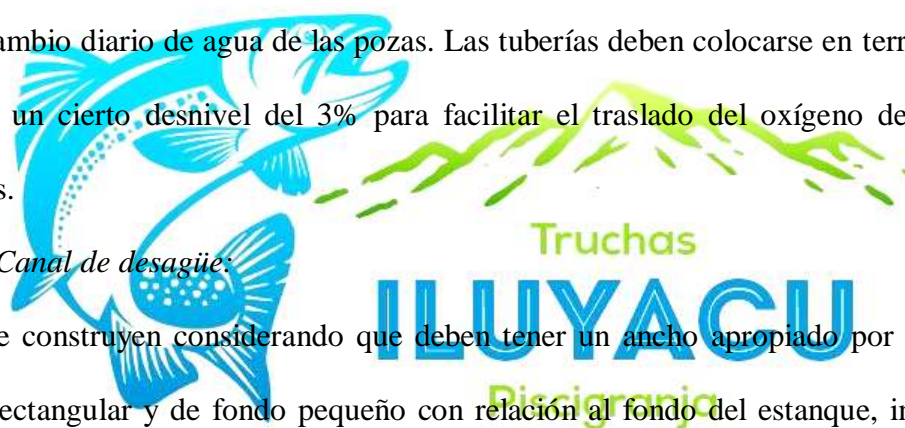 ambio diario de agua de las pozas. Las tuberías deben colocarse en terr
un cierto desnivel del 3% para facilitar el traslado del oxígeno de
s.
Canal de desagüe:
e construyen considerando que deben tener un ancho apropiado por
ectangular y de fondo pequeño con relación al fondo del estanque, in
Truchas
ILUYACU
Piscigranja